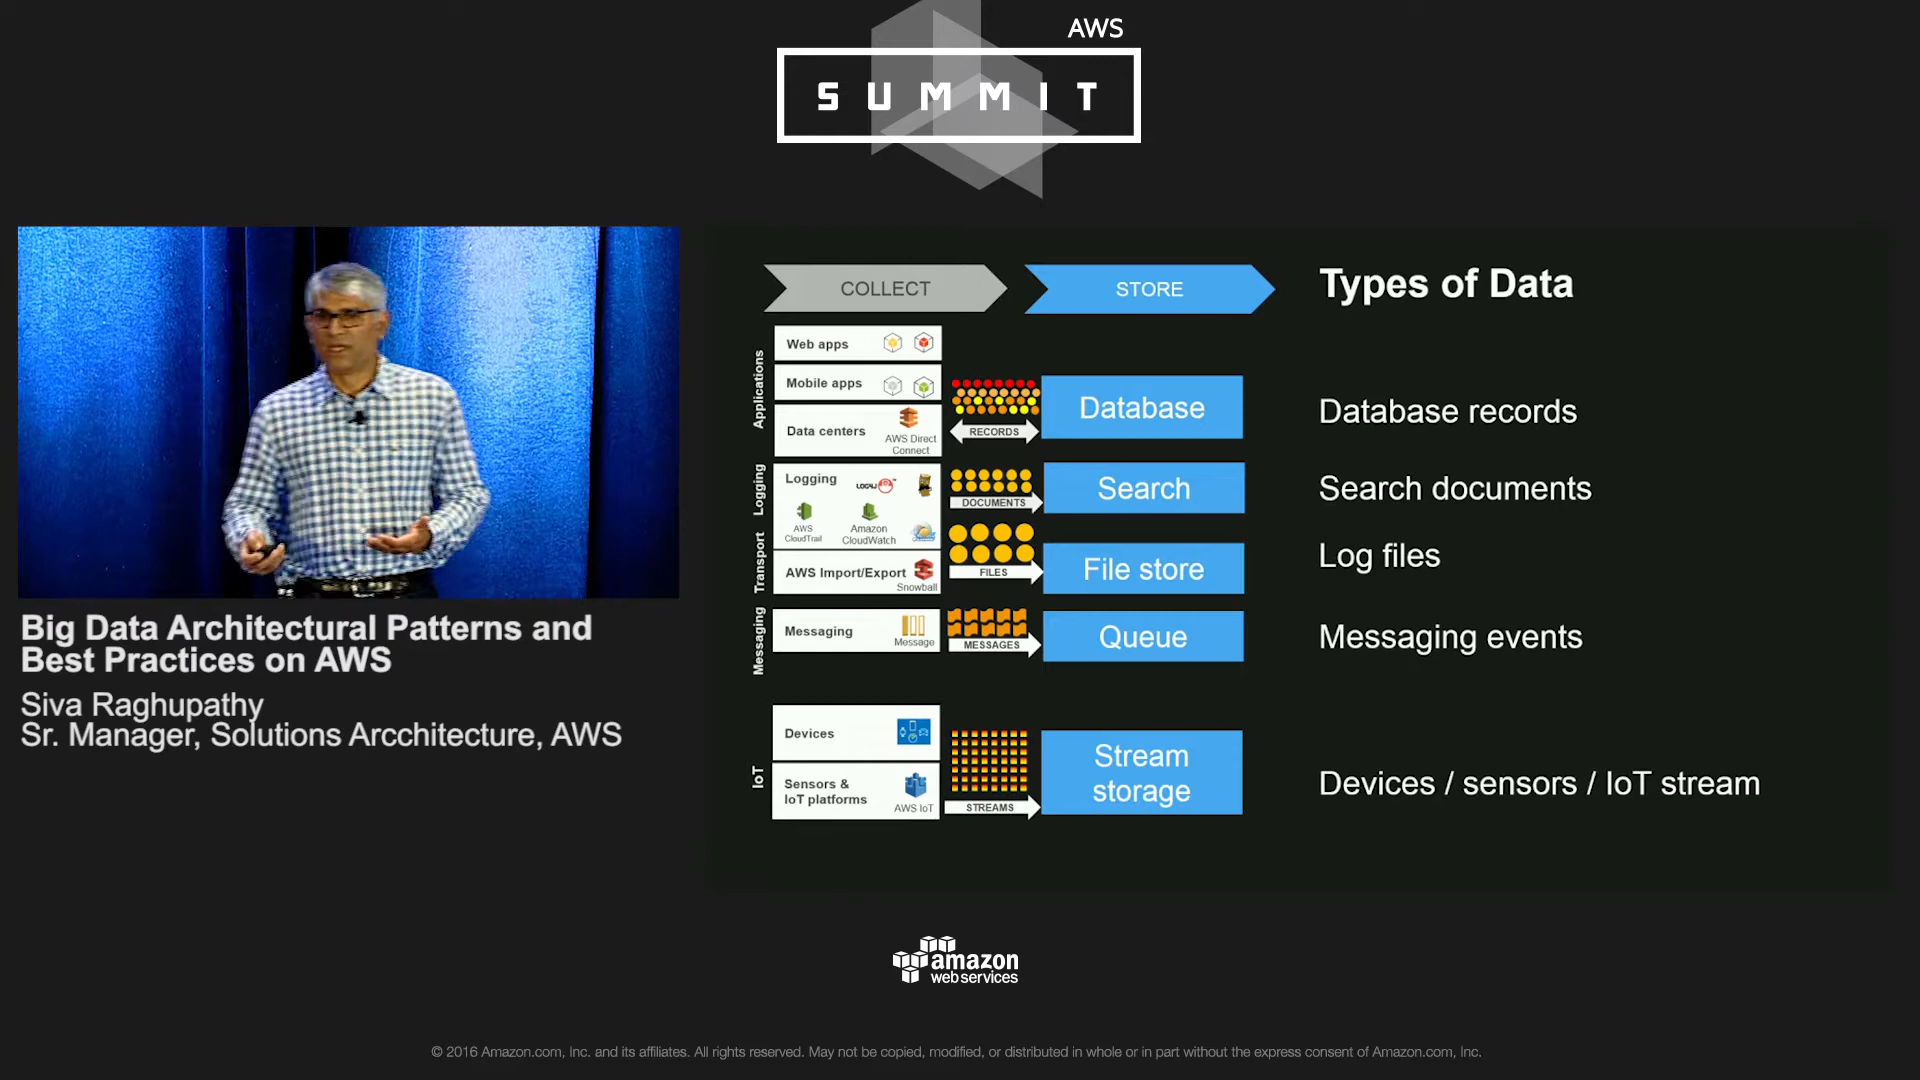 AWS
SUMMIT
COLLECT
STORE
Types of Data
Applications
Web apps
Mobile apps
Data centers
AWS Direct
Connect
RECORDS
Database
Database records
Logging
Logging
LOG4J
AWS
CloudTrail
Amazon
CloudWatch
DOCUMENTS
Search
Search documents
Transport
AWS Import/Export
Snowball
FILES
File store
Log files
Messaging
Messaging
Message
MESSAGES
Queue
Messaging events
IoT
Devices
Sensors &
IoT platforms
AWS IoT
STREAMS
Stream
storage
Devices / sensors / IoT stream
Big Data Architectural Patterns and
Best Practices on AWS
Siva Raghupathy
Sr. Manager, Solutions Arcchitecture, AWS
amazon
webservices
© 2016 Amazon.com, Inc. and its affiliates. All rights reserved. May not be copied, modified, or distributed in whole or in part without the express consent of Amazon.com, Inc.